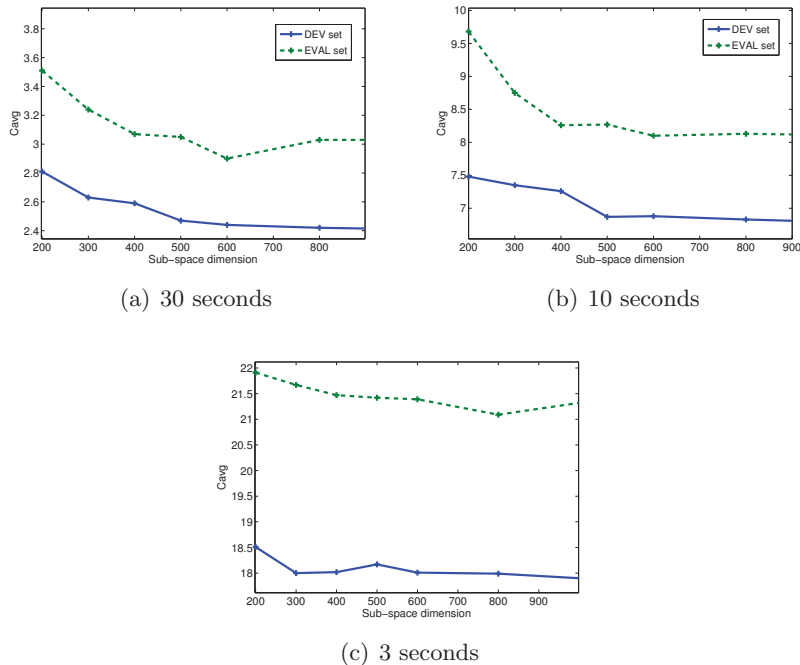 3.8
3.6
3.4
3.2
3
2.8
2.6
2.4
Cavg
200 300 400 500 600 800
Sub-space dimension
DEV set
EVAL set
(a) 30 seconds
10
9.5
9
8.5
8
7.5
7
Cavg
200 300 400 500 600 700 800 900
Sub-space dimension
DEV set
EVAL set
(b) 10 seconds
22
21.5
21
20.5
20
19.5
19
18.5
18
Cavg
200 300 400 500 600 700 800 900
Sub-space dimension
(c) 3 seconds